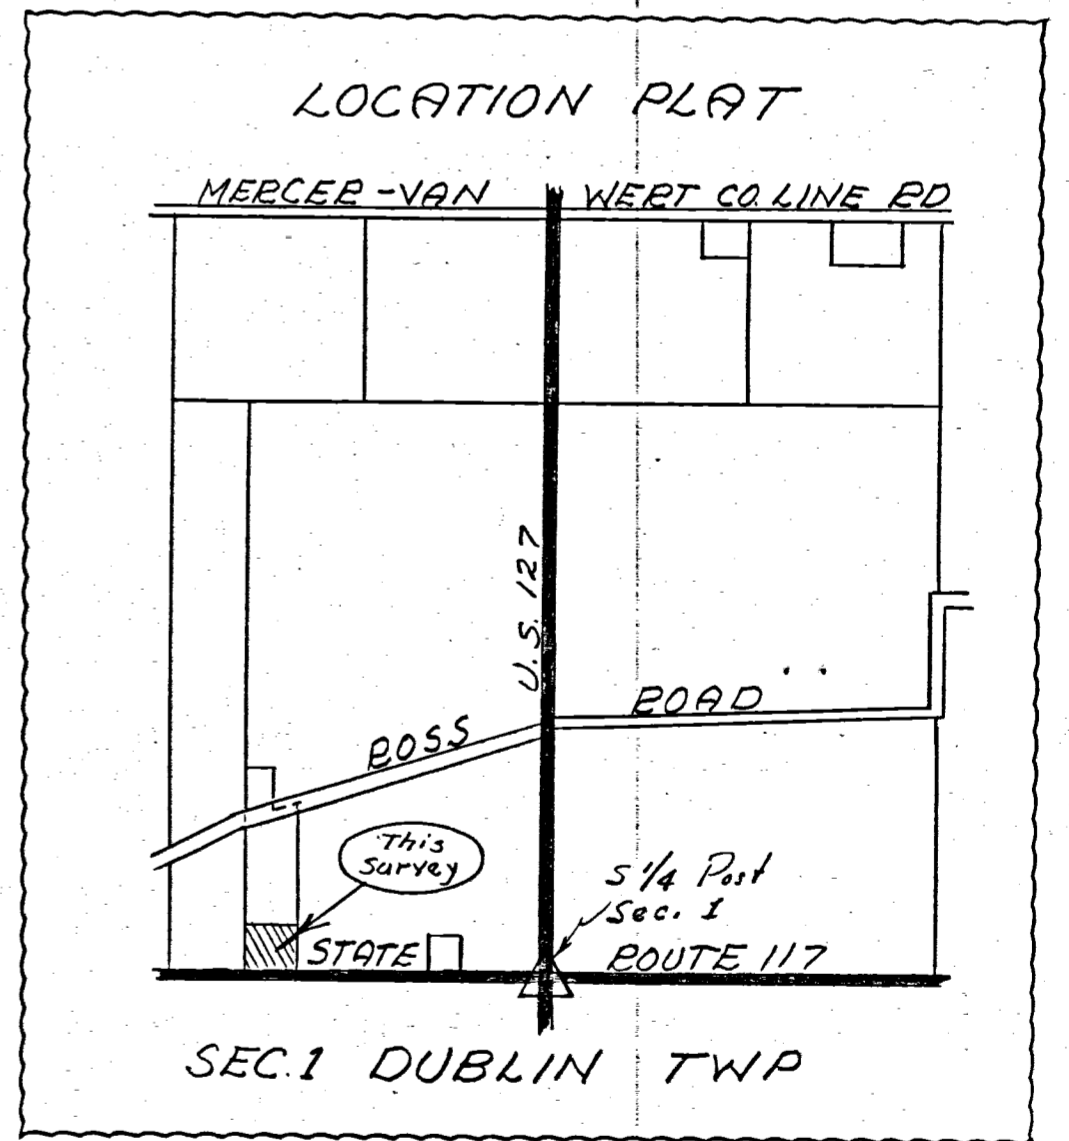 LOCATION PLAT
MERCER-VAN WERT CO. LINE RD
U.S. 127
ROSS ROAD
This
Survey
S 1/4 Post
Sec. 1
STATE ROUTE 117
SEC. 1 DUBLIN TWP